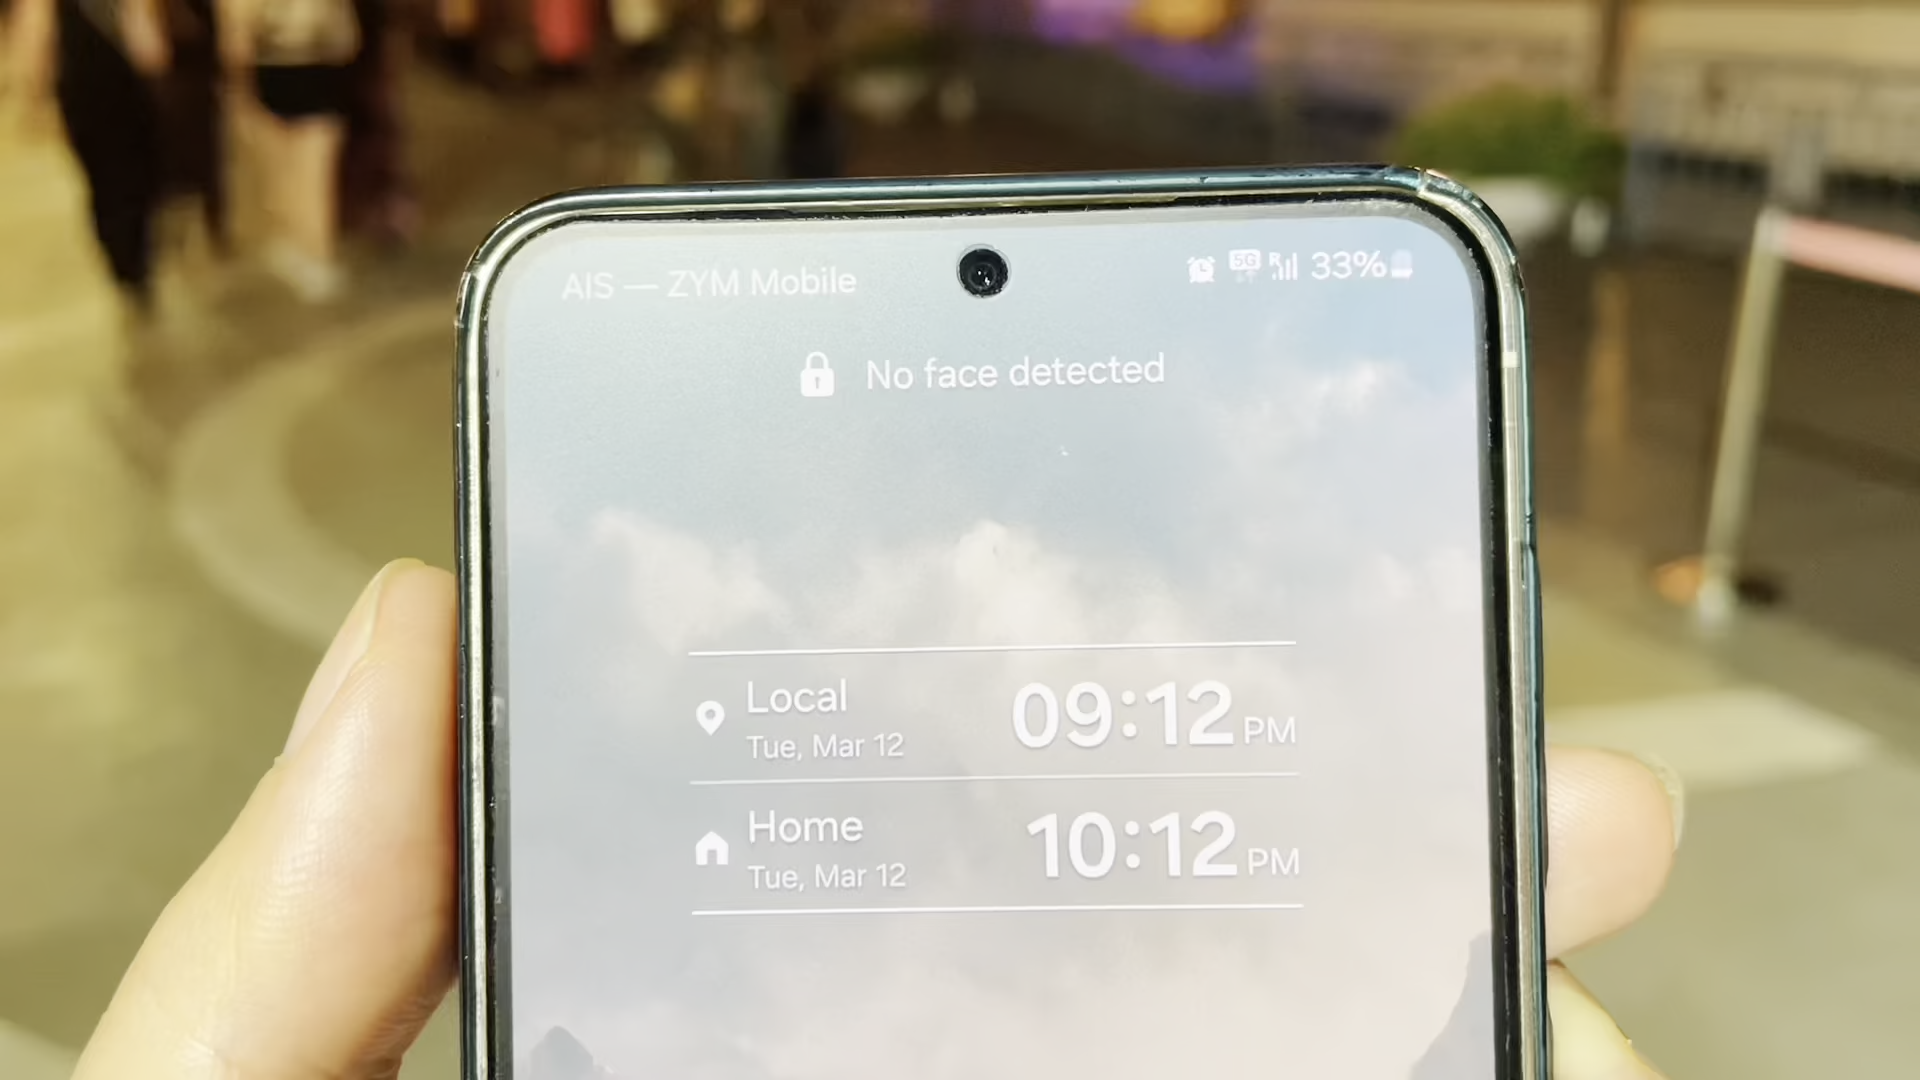 AIS — ZYM Mobile
5G R 33%
No face detected
Local
09:12 PM
Tue, Mar 12
Home
10:12 PM
Tue, Mar 12